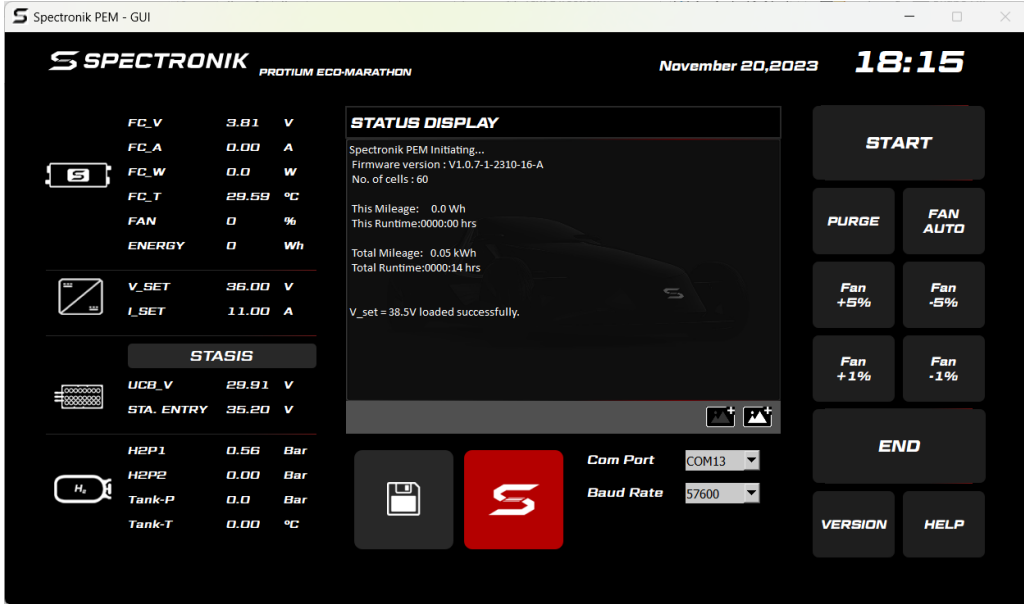 Spectronik PEM - GUI
SPECTRONIK
PROTIUM ECO-MARATHON
November 20,2023
18:15
FC_V 3.81 V
FC_A 0.00 A
FC_W 0.0 W
FC_T 29.59 ºC
FAN 0 %
ENERGY 0 Wh
V_SET 36.00 V
I_SET 11.00 A
STASIS
UCB_V 29.91 V
STA. ENTRY 35.20 V
H2P1 0.56 Bar
H2P2 0.00 Bar
Tank-P 0.0 Bar
Tank-T 0.00 ºC
H₂
STATUS DISPLAY
Spectronik PEM Initiating...
Firmware version : V1.0.7-1-2310-16-A
No. of cells : 60
This Mileage: 0.0 Wh
This Runtime:0000:00 hrs
Total Mileage: 0.05 kWh
Total Runtime:0000:14 hrs
V_set = 38.5V loaded successfully.
Com Port COM13
Baud Rate 57600
START
PURGE
FAN
AUTO
Fan
+5%
Fan
-5%
Fan
+1%
Fan
-1%
END
VERSION
HELP